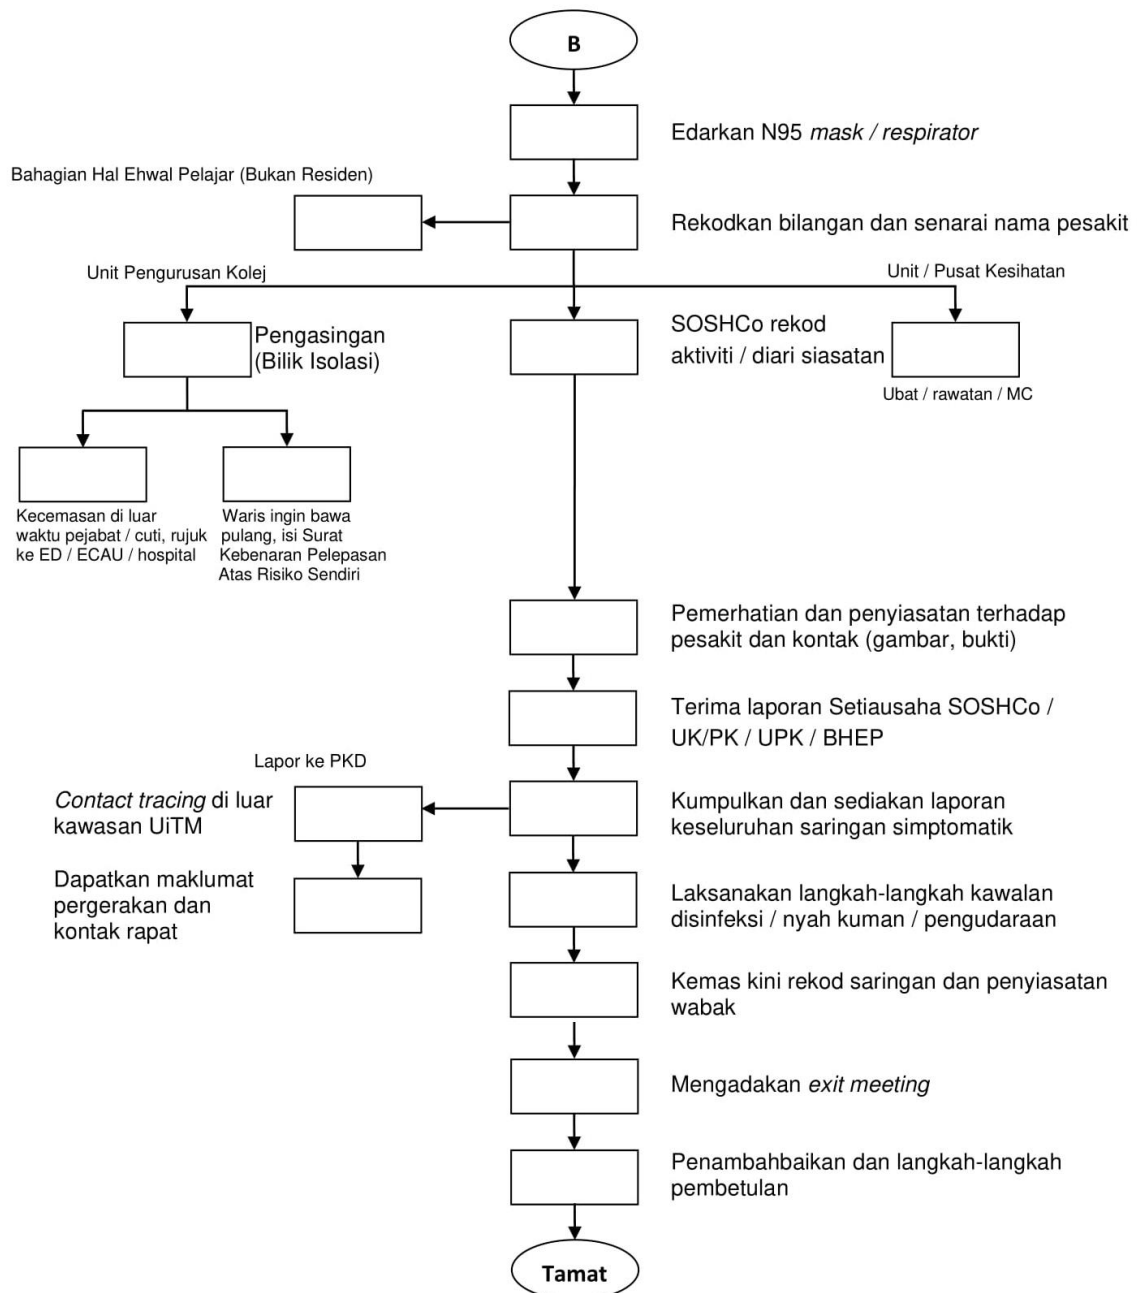 B
Edarkan N95 mask / respirator
Bahagian Hal Ehwal Pelajar (Bukan Residen)
Rekodkan bilangan dan senarai nama pesakit
Unit Pengurusan Kolej
Unit / Pusat Kesihatan
Pengasingan
(Bilik Isolasi)
SOSHCo rekod
aktiviti / diari siasatan
Ubat / rawatan / MC
Kecemasan di luar
waktu pejabat / cuti, rujuk
ke ED / ECAU / hospital
Waris ingin bawa
pulang, isi Surat
Kebenaran Pelepasan
Atas Risiko Sendiri
Pemerhatian dan penyiasatan terhadap
pesakit dan kontak (gambar, bukti)
Terima laporan Setiausaha SOSHCo /
UK/PK / UPK / BHEP
Lapor ke PKD
Contact tracing di luar
kawasan UiTM
Kumpulkan dan sediakan laporan
keseluruhan saringan simptomatik
Dapatkan maklumat
pergerakan dan
kontak rapat
Laksanakan langkah-langkah kawalan
disinfeksi / nyah kuman / pengudaraan
Kemas kini rekod saringan dan penyiasatan
wabak
Mengadakan exit meeting
Penambahbaikan dan langkah-langkah
pembetulan
Tamat